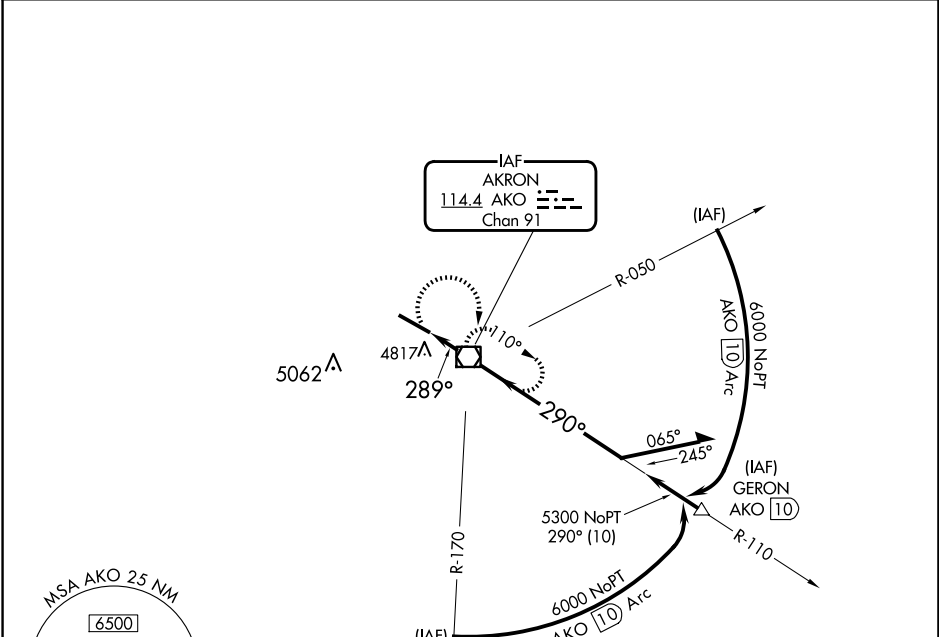 IAF
AKRON
114.4 AKO
Chan 91
(IAF)
R-050
6000 NoPT
AKO 10 Arc
110°
4817
5062
289°
290°
065°
245°
(IAF)
GERON
AKO 10
5300 NoPT
290° (10)
R-110
R-170
6000 NoPT
AKO 10 Arc
(IAF)
MSA AKO 25 NM
6500